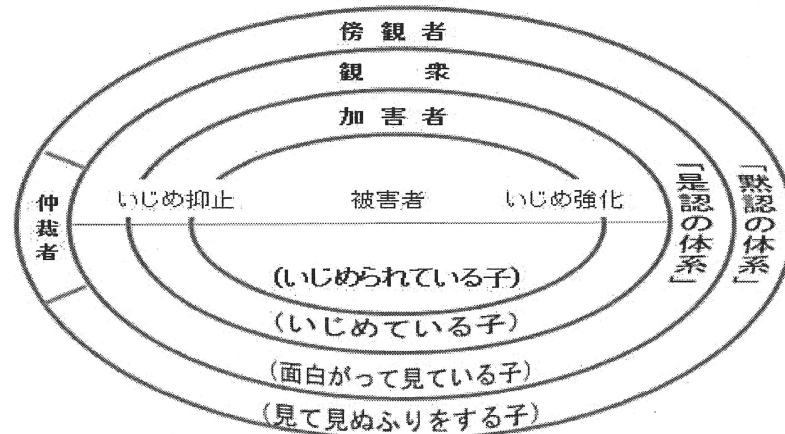 傍観者
観 衆
加害者
いじめ抑止
被害者
いじめ強化
仲裁者
「是認の体系」
「黙認の体系」
(いじめられている子)
(いじめている子)
(面白がって見ている子)
(見て見ぬふりをする子)